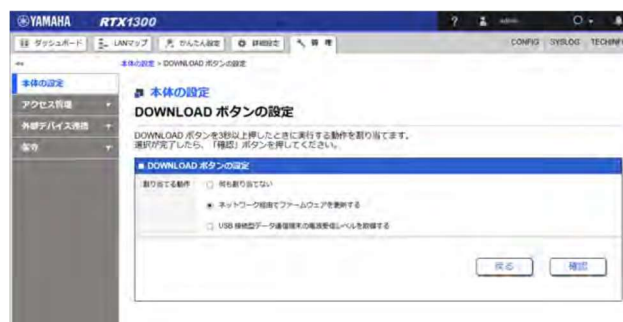 YAMAHA RTX1300
? admin
ダッシュボード LANマップ かんたん設定 詳細設定 管理 CONFIG SYSLOG TECHINFO
本体の設定 > DOWNLOAD ボタンの設定
本体の設定
アクセス管理
外部デバイス連携
保守
本体の設定
DOWNLOAD ボタンの設定
DOWNLOAD ボタンを3秒以上押したときに実行する動作を割り当てます。
選択が完了したら、「確認」ボタンを押してください。
■ DOWNLOAD ボタンの設定
割り当てる動作 何も割り当てない
ネットワーク経由でファームウェアを更新する
USB 接続型データ通信端末の電波受信レベルを取得する
戻る 確認